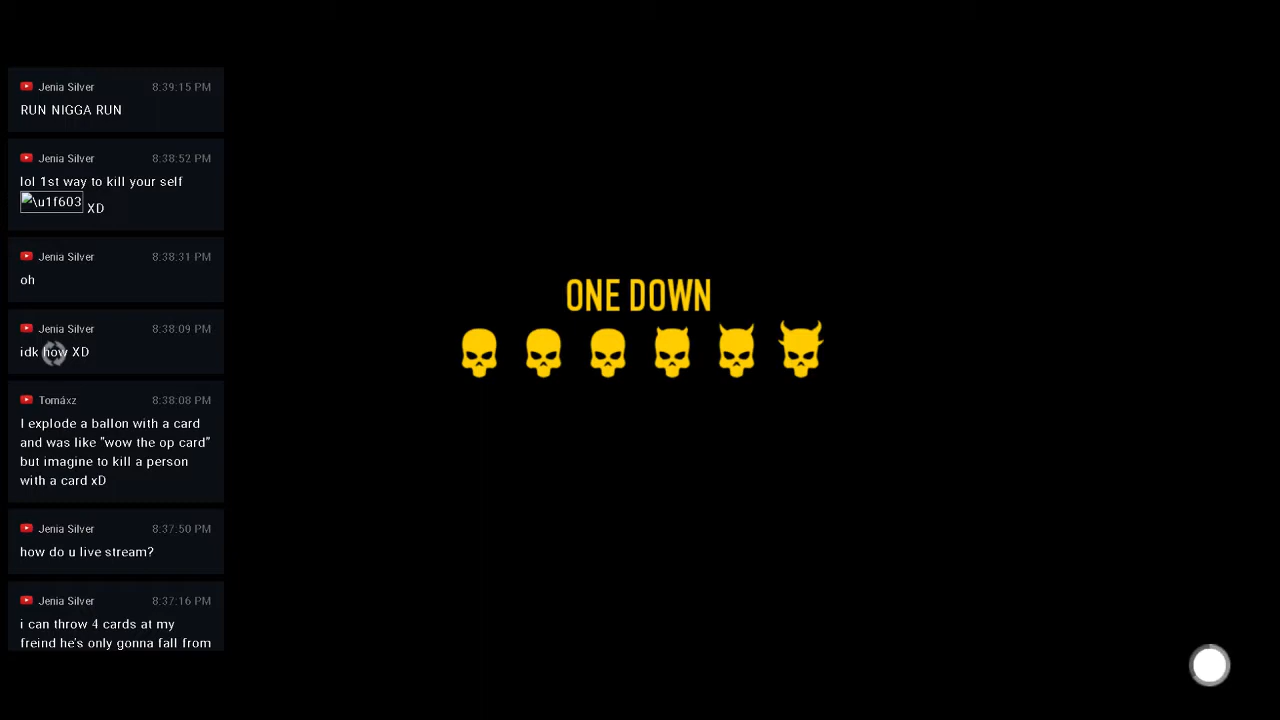 Jenia Silver 8:39:15 PM
RUN NIGGA RUN
Jenia Silver 8:38:52 PM
lol 1st way to kill your self
\u1f603 XD
Jenia Silver 8:38:31 PM
oh
Jenia Silver 8:38:09 PM
idk how XD
Tomáxz 8:38:08 PM
I explode a ballon with a card
and was like "wow the op card"
but imagine to kill a person
with a card xD
Jenia Silver 8:37:50 PM
how do u live stream?
Jenia Silver 8:37:16 PM
i can throw 4 cards at my
freind he's only gonna fall from
ONE DOWN